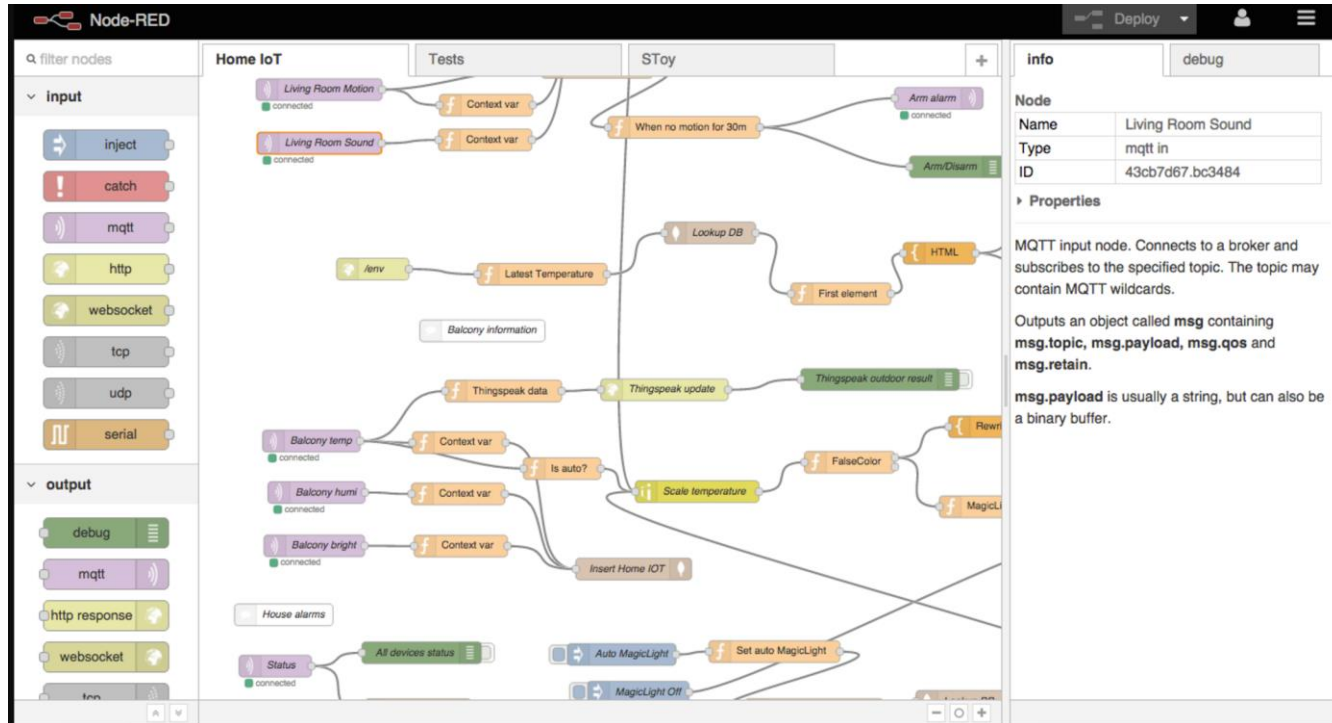 Node-RED
Deploy
filter nodes
input
inject
catch
mqtt
http
websocket
tcp
udp
serial
output
debug
mqtt
http response
websocket
tcp
Home IoT
Tests
SToy
Living Room Motion
connected
Context var
Living Room Sound
connected
Context var
When no motion for 30m
Arm alarm
connected
Arm/Disarm
Lookup DB
/env
Latest Temperature
First element
HTML
Balcony information
Thingspeak data
Thingspeak update
Thingspeak outdoor result
Balcony temp
connected
Context var
Is auto?
Scale temperature
FalseColor
Rewri
MagicLi
Balcony humi
connected
Context var
Balcony bright
connected
Context var
Insert Home IOT
House alarms
All devices status
Status
connected
Auto MagicLight
Set auto MagicLight
MagicLight Off
info
debug
Node
Name Living Room Sound
Type mqtt in
ID 43cb7d67.bc3484
Properties
MQTT input node. Connects to a broker and
subscribes to the specified topic. The topic may
contain MQTT wildcards.
Outputs an object called msg containing
msg.topic, msg.payload, msg.qos and
msg.retain.
msg.payload is usually a string, but can also be
a binary buffer.